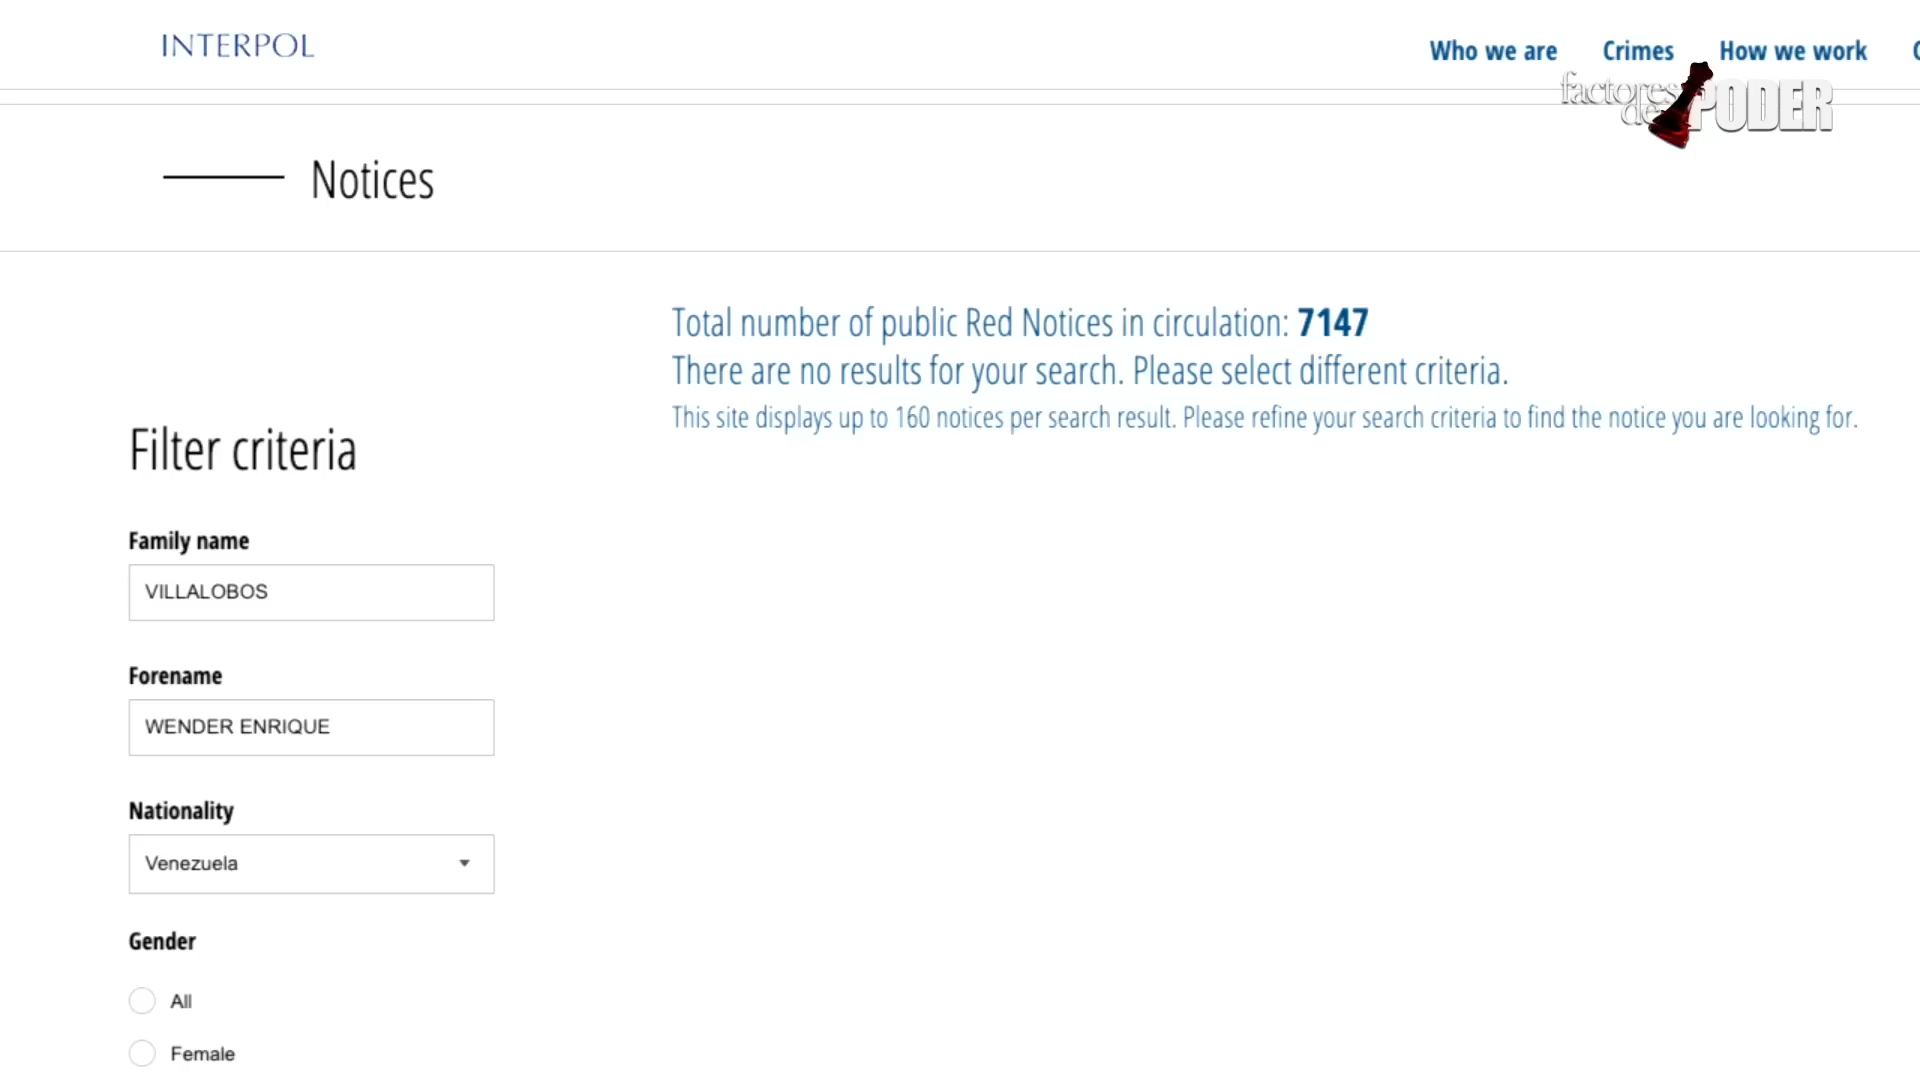 INTERPOL
Who we are Crimes How we work
factores de PODER
Notices
Total number of public Red Notices in circulation: 7147
There are no results for your search. Please select different criteria.
This site displays up to 160 notices per search result. Please refine your search criteria to find the notice you are looking for.
Filter criteria
Family name
VILLALOBOS
Forename
WENDER ENRIQUE
Nationality
Venezuela
Gender
All
Female